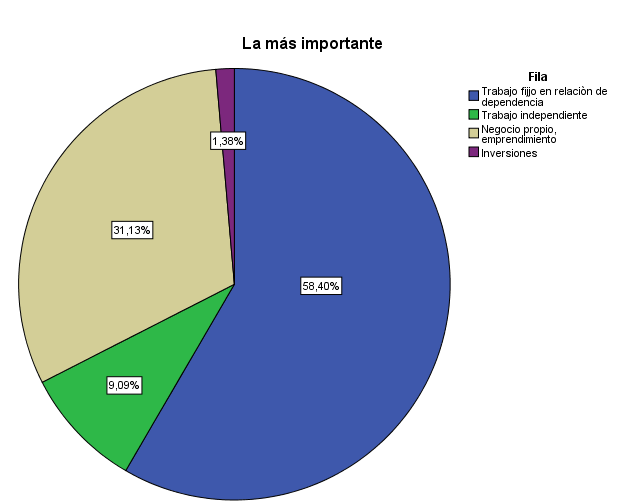 La más importante
Fila
Trabajo fijjo en relaciòn de
dependencia
Trabajo independiente
Negocio propio,
emprendimiento
Inversiones
1,38%
31,13%
58,40%
9,09%